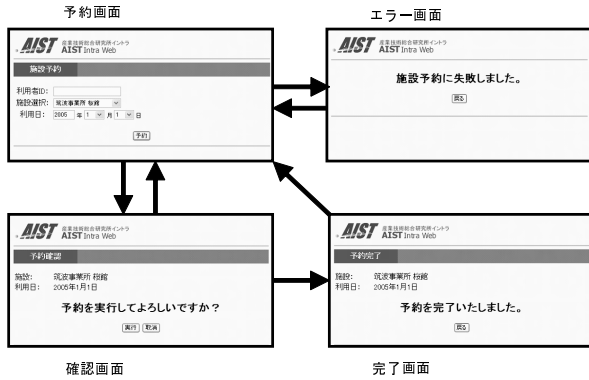 予約画面
AIST 産業技術総合研究所イントラ
AIST Intra Web
施設予約
利用者ID:
施設選択: 筑波事業所 桜館
利用日: 2005 年 1 月 1 日
予約
エラー画面
AIST 産業技術総合研究所イントラ
AIST Intra Web
施設予約に失敗しました。
戻る
AIST 産業技術総合研究所イントラ
AIST Intra Web
予約確認
施設: 筑波事業所 桜館
利用日: 2005年1月1日
予約を実行してよろしいですか？
実行 取消
確認画面
AIST 産業技術総合研究所イントラ
AIST Intra Web
予約完了
施設: 筑波事業所 桜館
利用日: 2005年1月1日
予約を完了いたしました。
戻る
完了画面